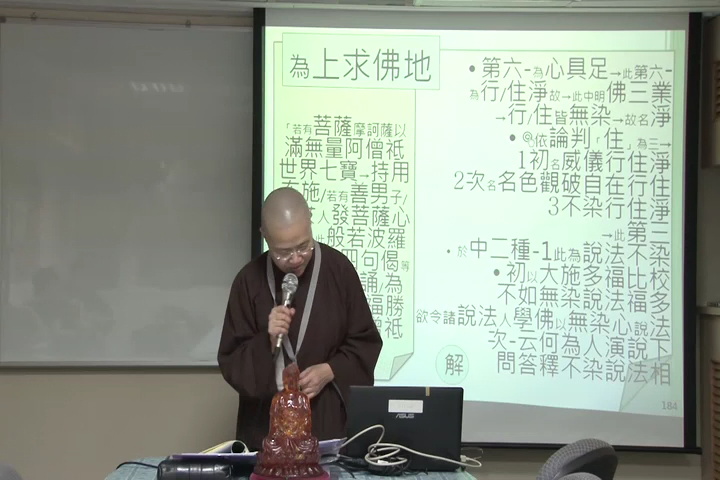 為上求佛地
「若有菩薩摩訶薩以
滿無量阿僧祇
世界七寶→持用
布施/若有善男子/
人發菩薩心
般若波羅
四句偈等
誦/為
福勝
僧祇
•第六-為心具足→此第六-
為行/住淨故→此中明佛三業
→行/住皆無染→故名淨
•@依論判「住」為三→
1初名威儀行住淨
2次名名色觀破自在行住
3不染行住淨
→此第三
•於中二種-1此為說法不染
•初以大施多福比校
不如無染說法福多
欲令諸說法人學佛以無染心說法
次-云何為人演說下
問答釋不染說法相
解
184
ASUS